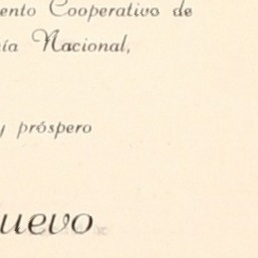 ento Cooperativo de
ía Nacional,
y próspero
uevo